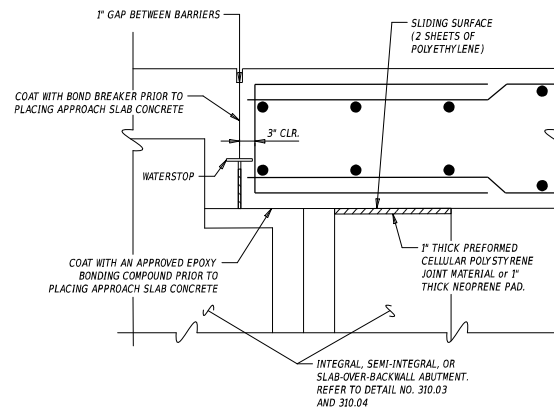 1" GAP BETWEEN BARRIERS
SLIDING SURFACE
(2 SHEETS OF
POLYETHYLENE)
COAT WITH BOND BREAKER PRIOR TO
PLACING APPROACH SLAB CONCRETE
3" CLR.
WATERSTOP
COAT WITH AN APPROVED EPOXY
BONDING COMPOUND PRIOR TO
PLACING APPROACH SLAB CONCRETE
1" THICK PREFORMED
CELLULAR POLYSTYRENE
JOINT MATERIAL or 1"
THICK NEOPRENE PAD.
INTEGRAL, SEMI-INTEGRAL, OR
SLAB-OVER-BACKWALL ABUTMENT.
REFER TO DETAIL NO. 310.03
AND 310.04